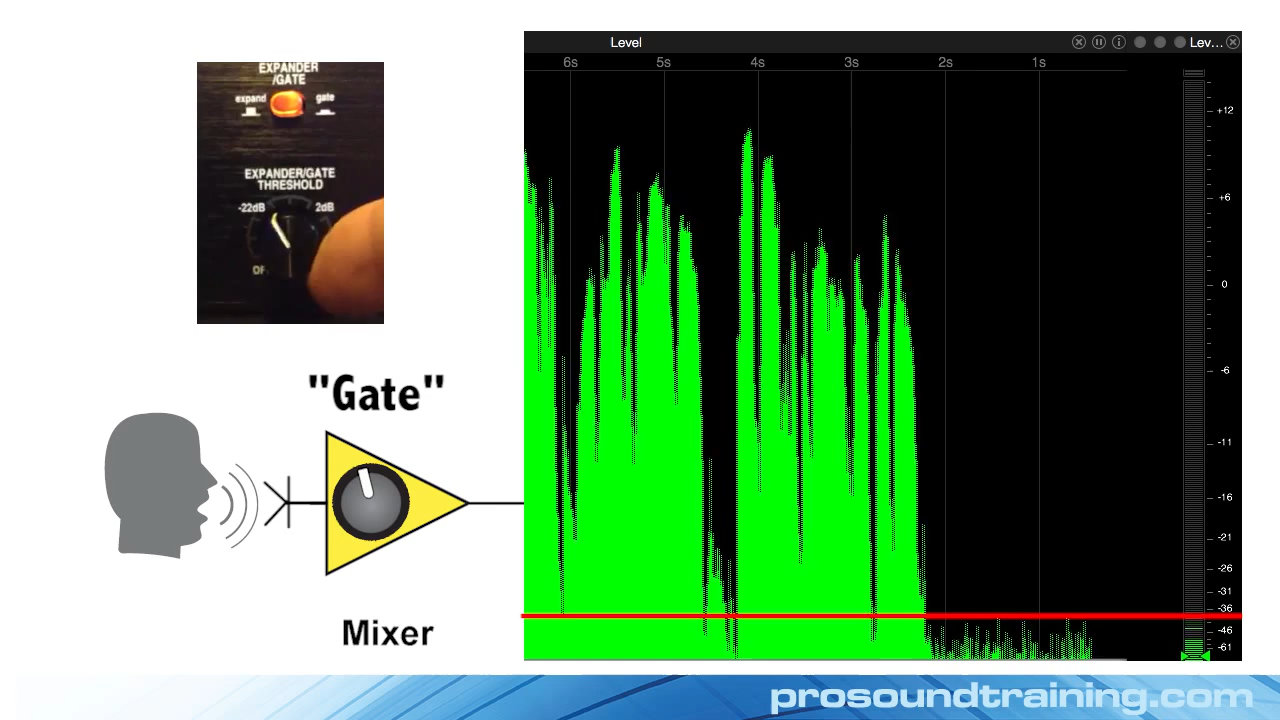 EXPANDER
/GATE
expand gate
EXPANDER/GATE
THRESHOLD
-22dB 2dB
OF
"Gate"
Mixer
Level Lev...
6s 5s 4s 3s 2s 1s
+12
+6
0
-6
-11
-16
-21
-26
-31
-36
-46
-61
prosoundtraining.com